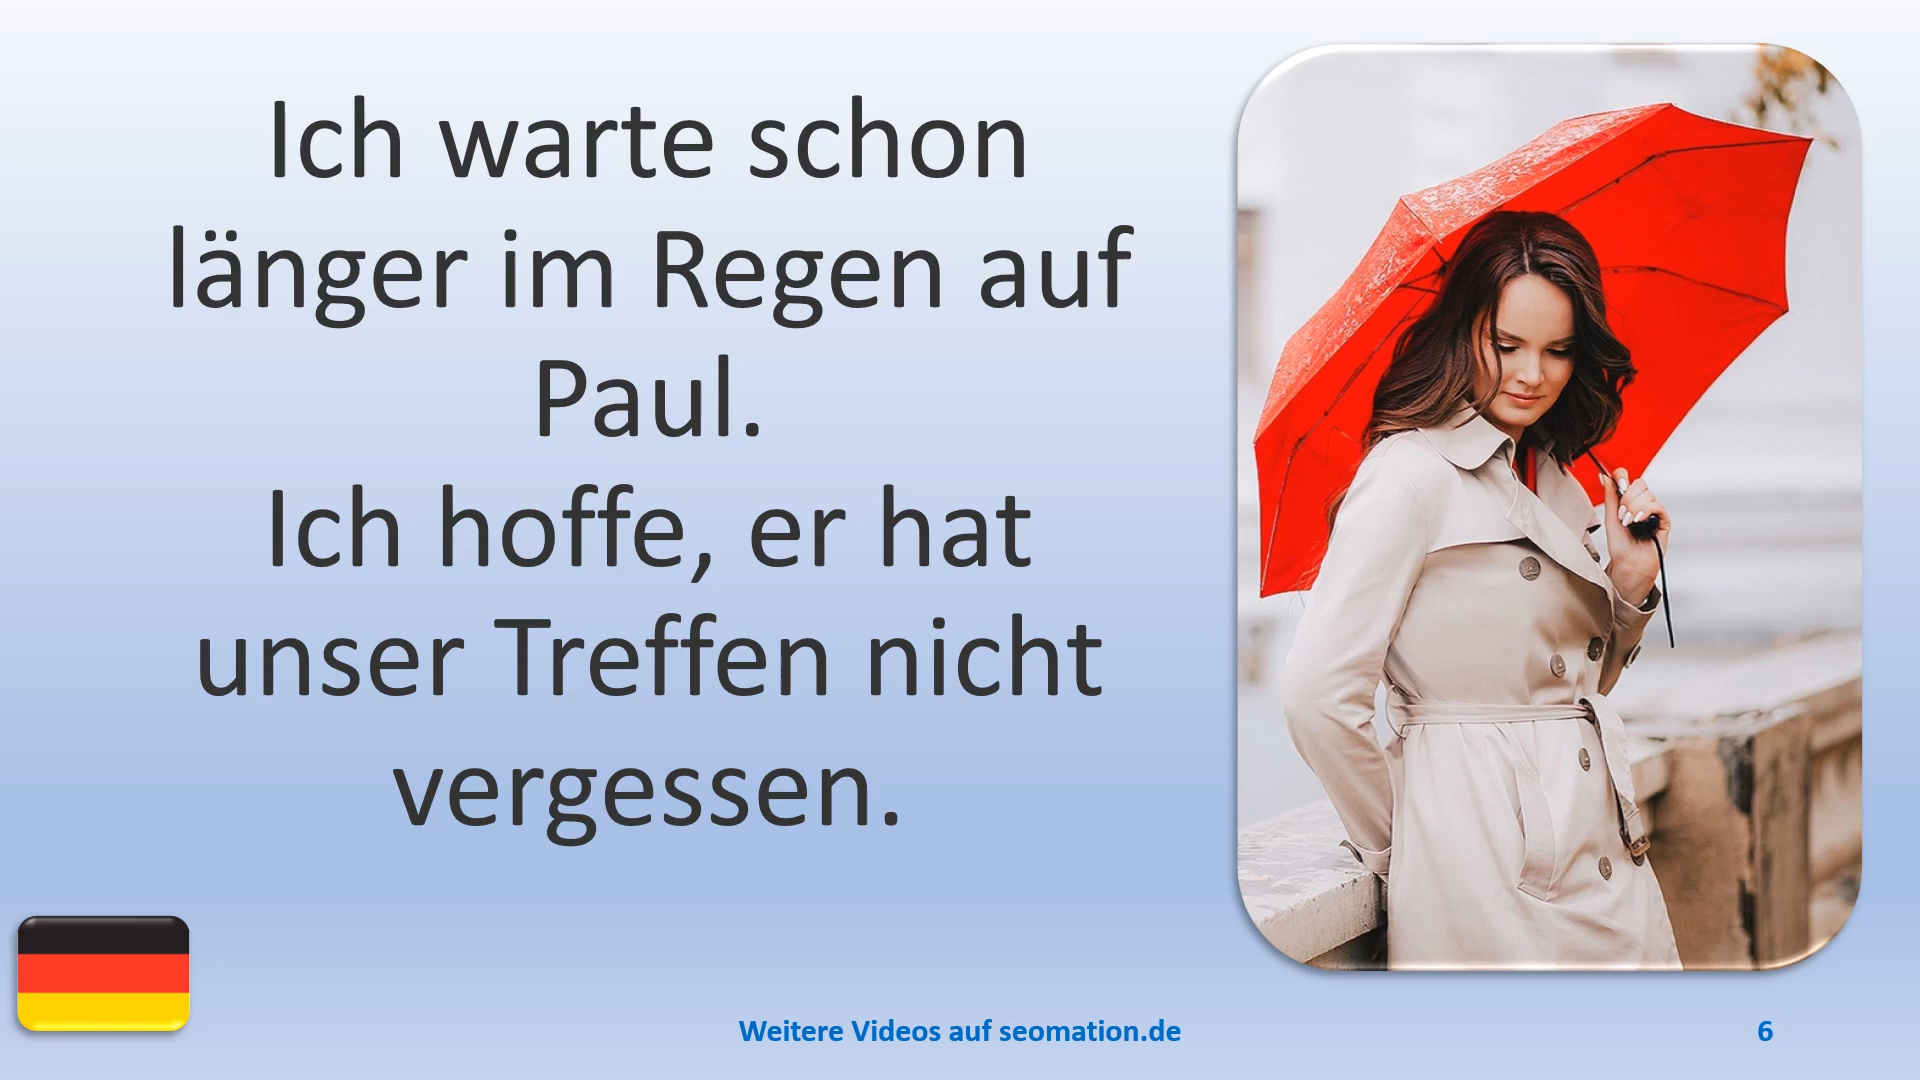 Ich warte schon
länger im Regen auf
Paul.
Ich hoffe, er hat
unser Treffen nicht
vergessen.
Weitere Videos auf seomation.de
6